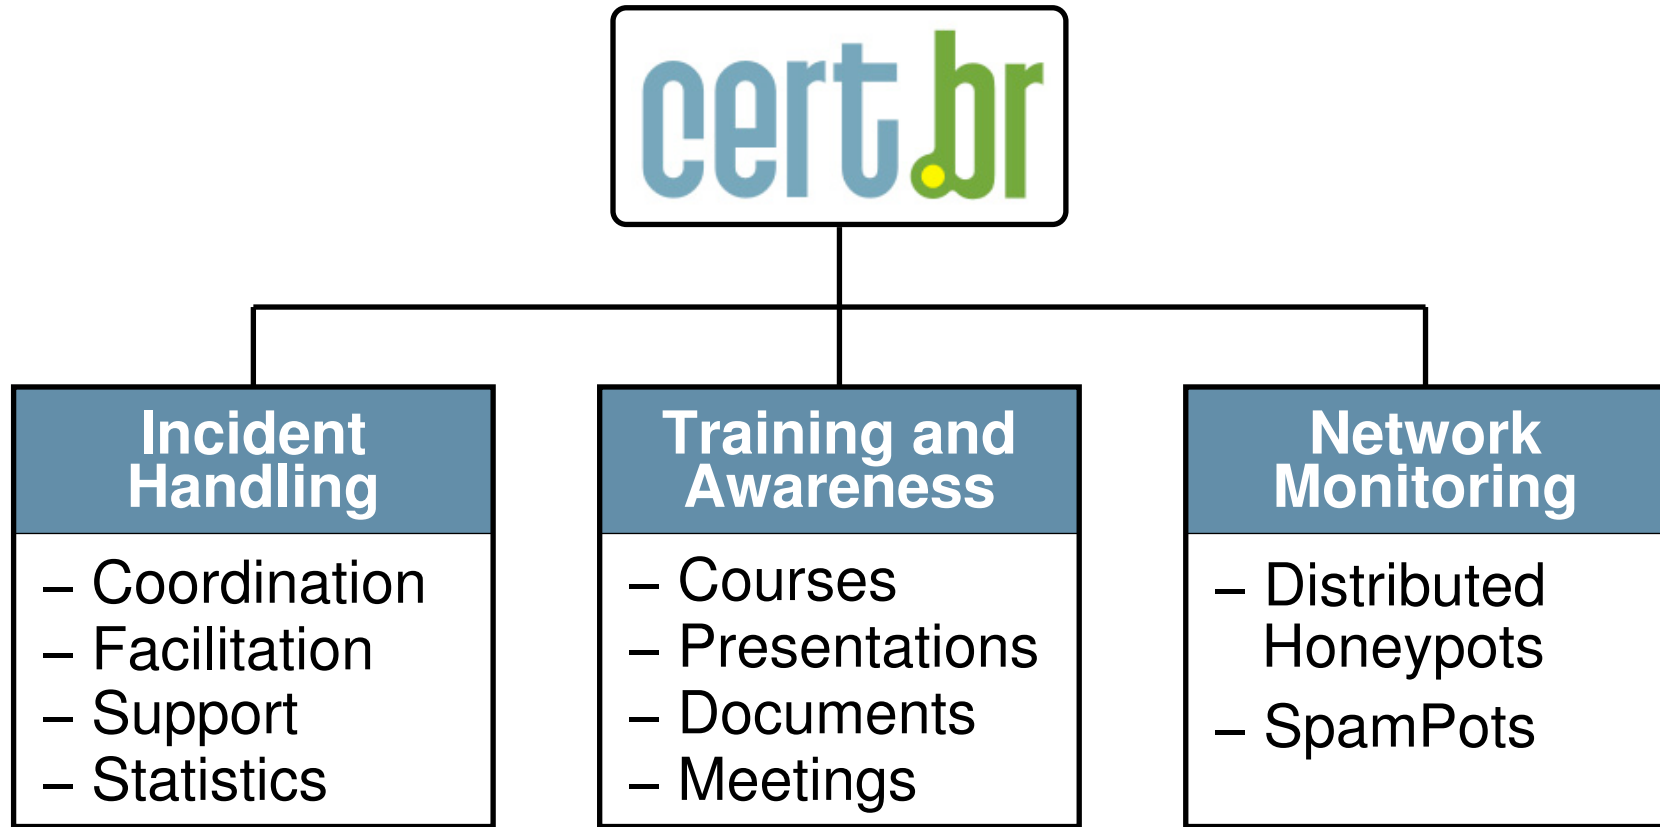 cert.br
Incident
Handling
– Coordination
– Facilitation
– Support
– Statistics
Training and
Awareness
– Courses
– Presentations
– Documents
– Meetings
Network
Monitoring
– Distributed
Honeypots
– SpamPots